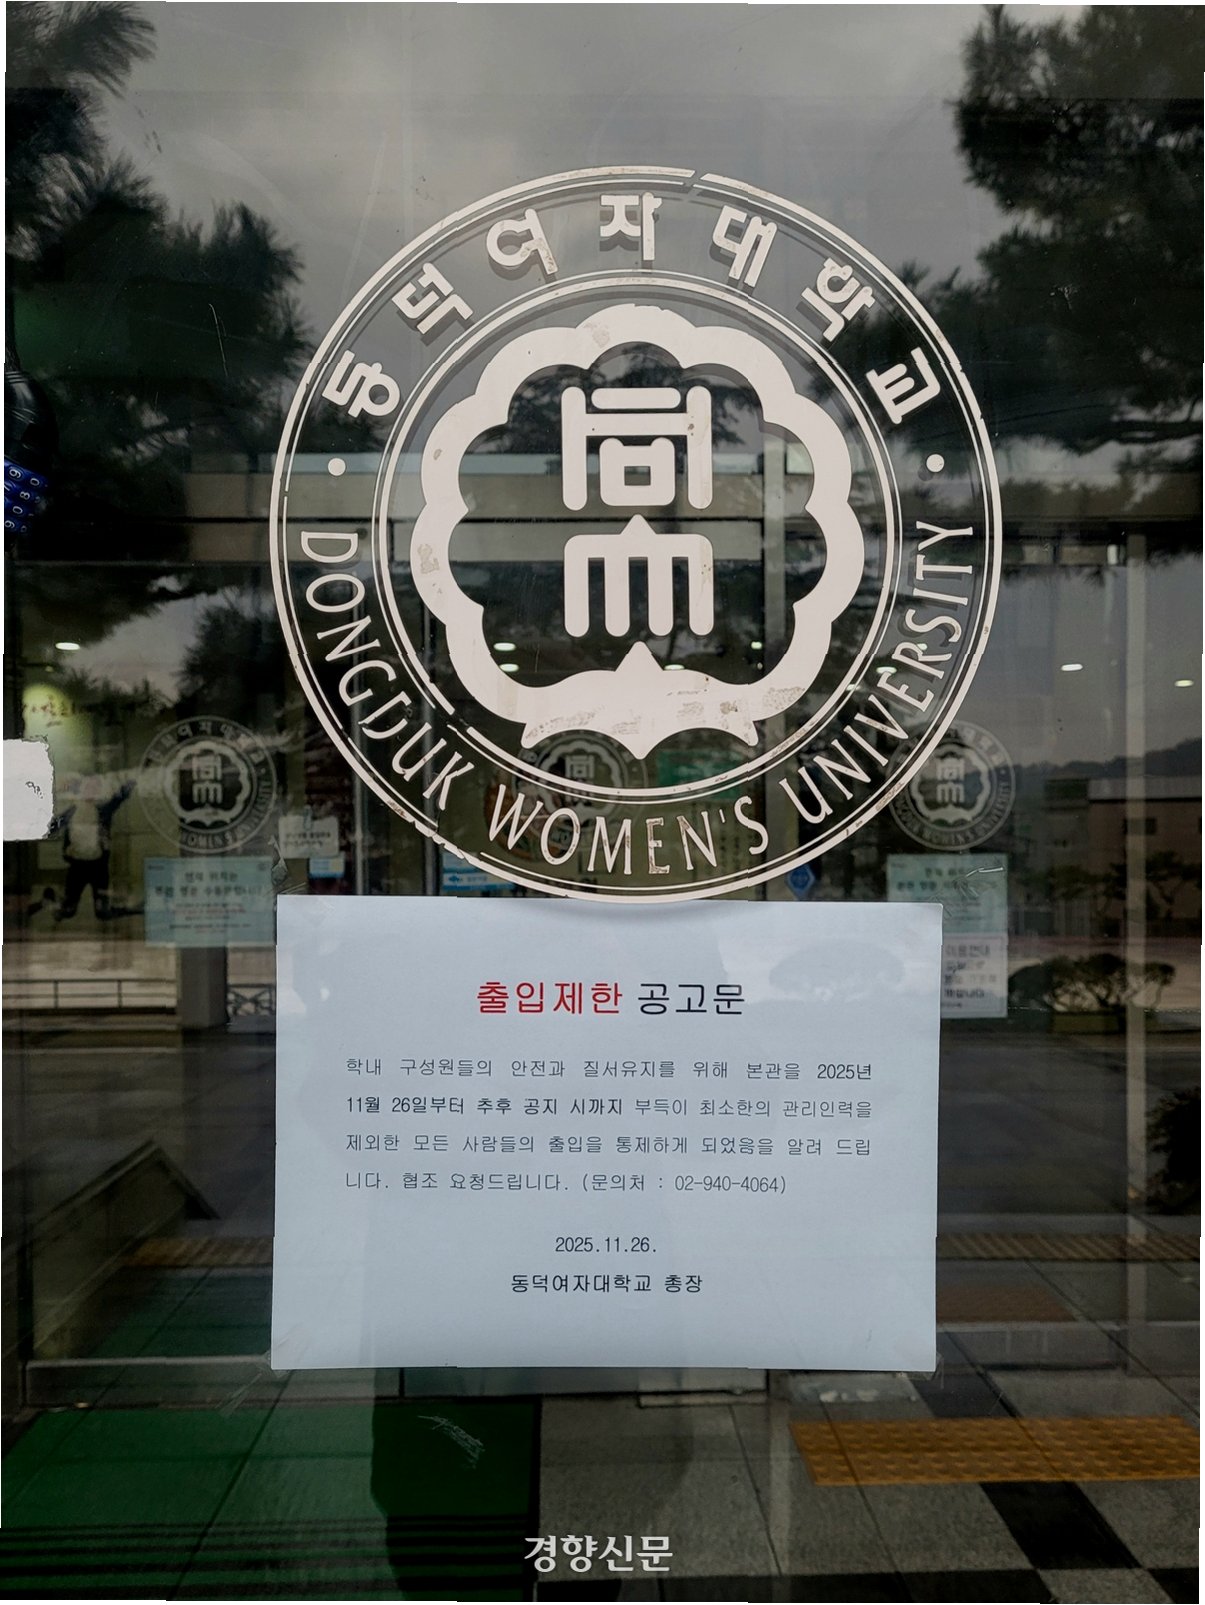 동덕여자대학교
DONGDUK WOMEN'S UNIVERSITY
출입제한 공고문
학내 구성원들의 안전과 질서유지를 위해 본관을 2025년
11월 26일부터 추후 공지 시까지 부득이 최소한의 관리인력을
제외한 모든 사람들의 출입을 통제하게 되었음을 알려 드립
니다. 협조 요청드립니다. (문의처 : 02-940-4064)
2025.11.26.
동덕여자대학교 총장
경향신문